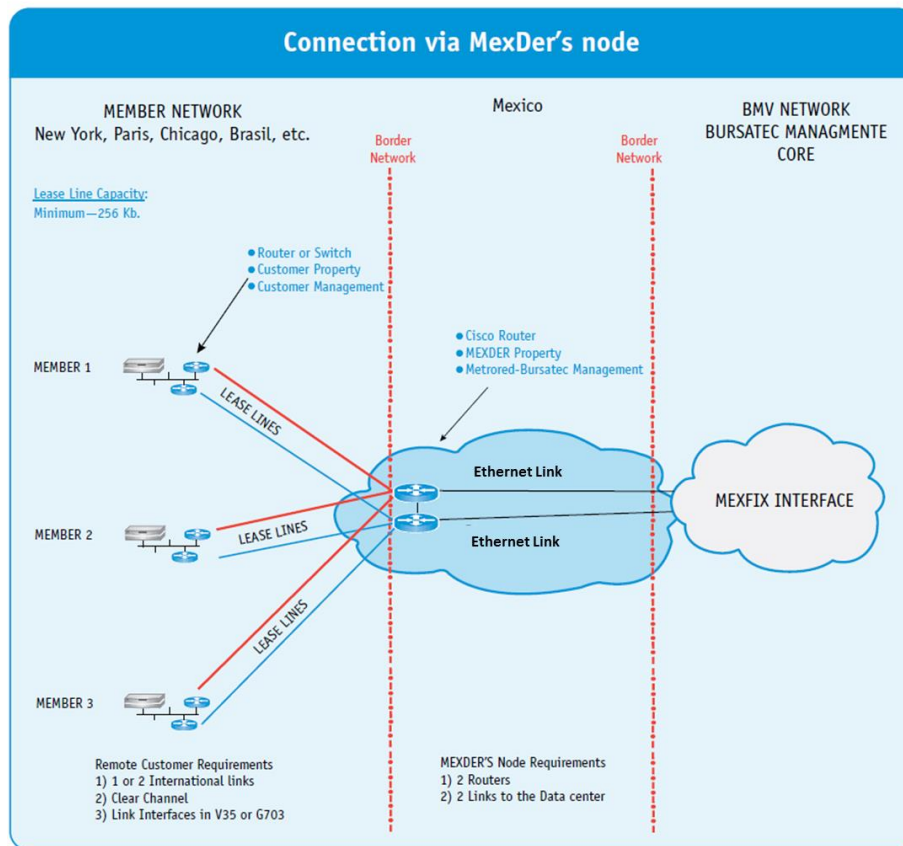 Connection via MexDer's node
MEMBER NETWORK
New York, Paris, Chicago, Brasil, etc.
Mexico
BMV NETWORK
BURSATEC MANAGMENTE
CORE
Border
Network
Border
Network
Lease Line Capacity:
Minimum—256 Kb.
● Router or Switch
● Customer Property
● Customer Management
● Cisco Router
● MEXDER Property
● Metrored-Bursatec Management
MEMBER 1
LEASE LINES
Ethernet Link
MEXFIX INTERFACE
MEMBER 2
LEASE LINES
Ethernet Link
LEASE LINES
MEMBER 3
Remote Customer Requirements
1) 1 or 2 International links
2) Clear Channel
3) Link Interfaces in V35 or G703
MEXDER'S Node Requirements
1) 2 Routers
2) 2 Links to the Data center